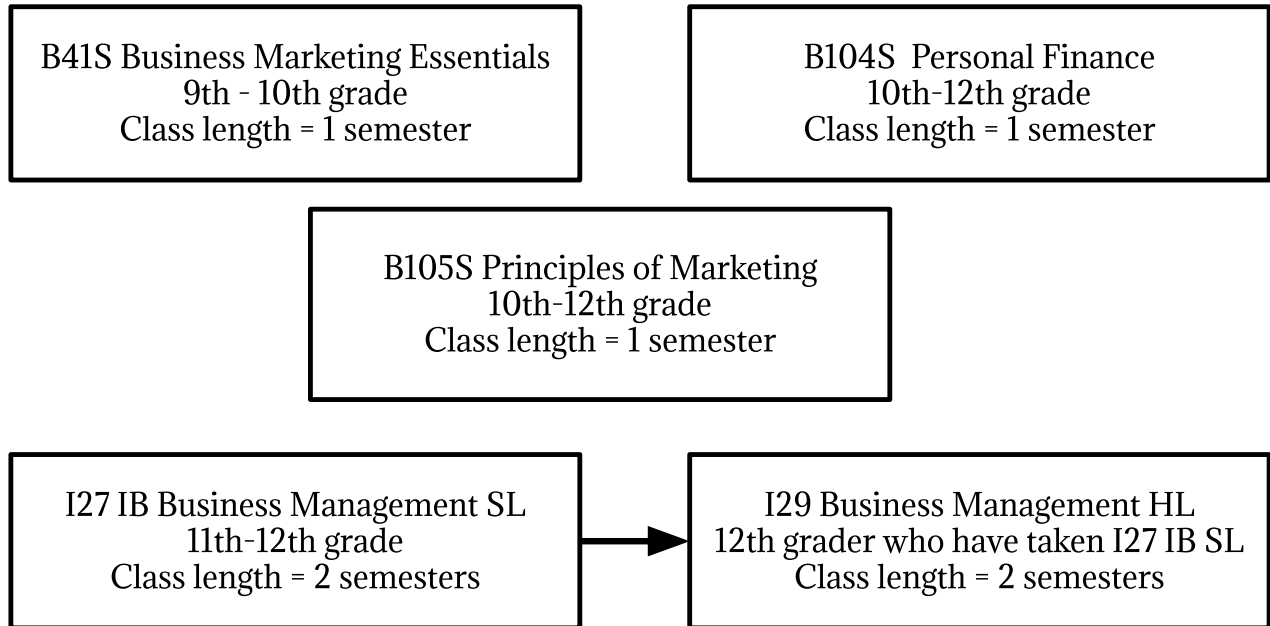 B41S Business Marketing Essentials
9th - 10th grade
Class length = 1 semester
B104S Personal Finance
10th-12th grade
Class length = 1 semester
B105S Principles of Marketing
10th-12th grade
Class length = 1 semester
I27 IB Business Management SL
11th-12th grade
Class length = 2 semesters
I29 Business Management HL
12th grader who have taken I27 IB SL
Class length = 2 semesters